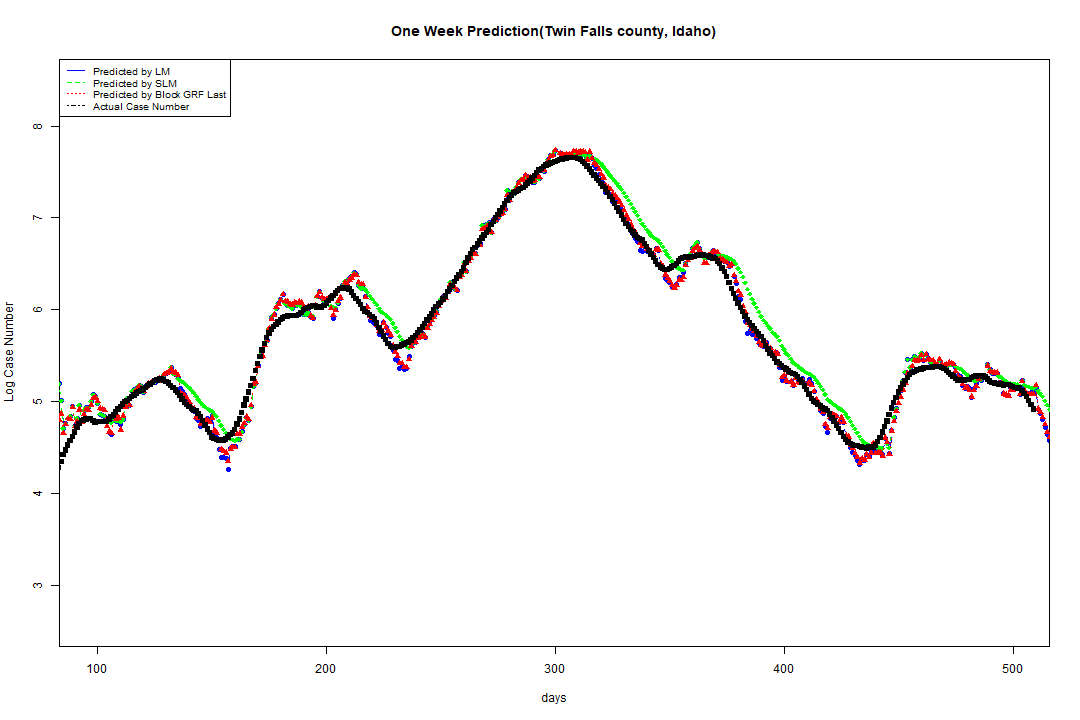 One Week Prediction(Twin Falls county, Idaho)
Predicted by LM
Predicted by SLM
Predicted by Block GRF Last
Actual Case Number
Log Case Number
8
7
6
5
4
3
100 200 300 400 500
days